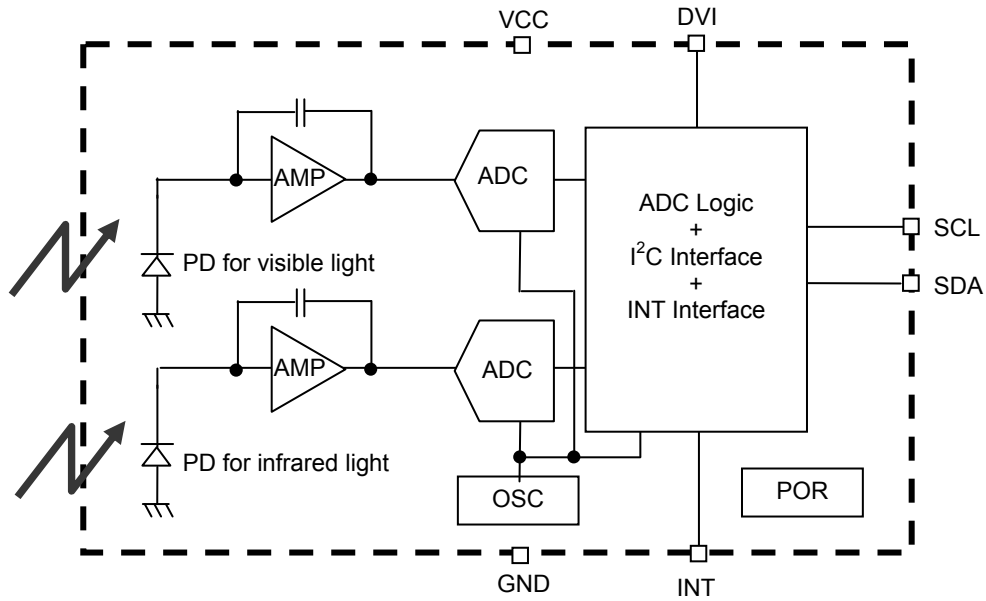 VCC
DVI
AMP
ADC
ADC Logic
+
I²C Interface
+
INT Interface
SCL
SDA
PD for visible light
AMP
ADC
PD for infrared light
OSC
POR
GND
INT